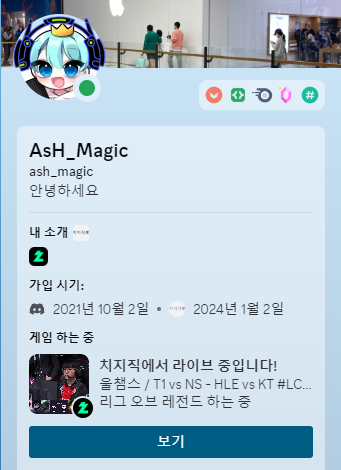 AsH_Magic
ash_magic
안녕하세요
내 소개
가입 시기:
2021년 10월 2일 • 2024년 1월 2일
게임 하는 중
치지직에서 라이브 중입니다!
울챔스 / T1 vs NS - HLE vs KT #LC...
리그 오브 레전드 하는 중
보기